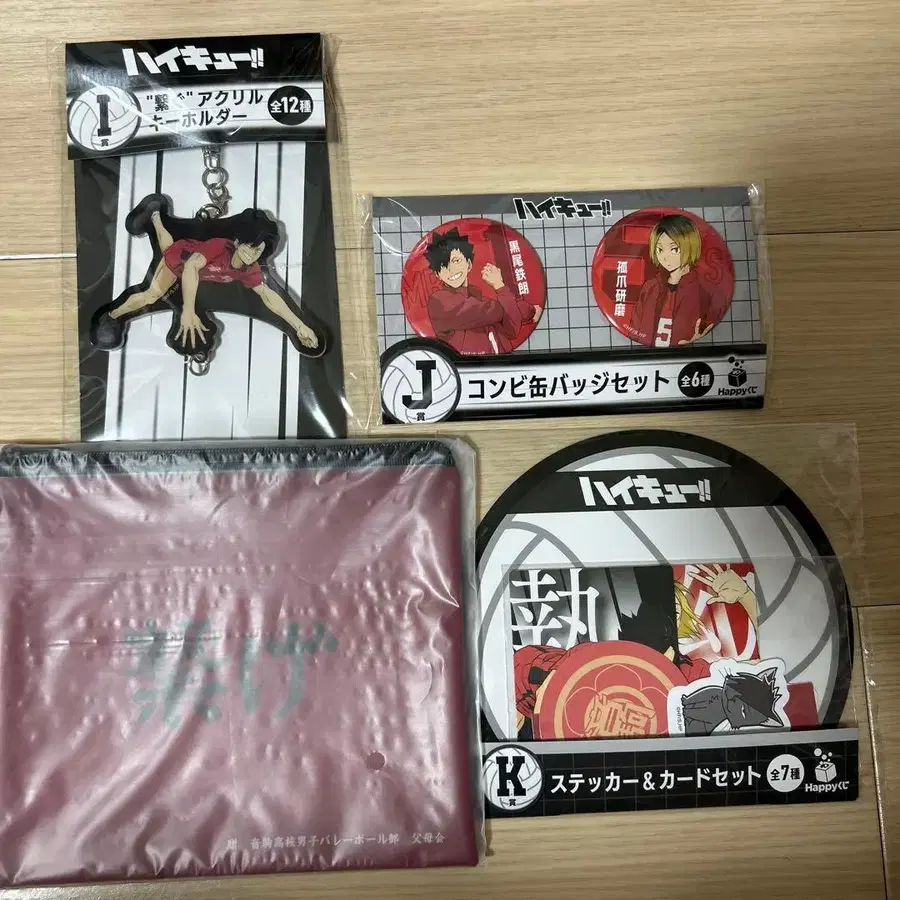 ハイキュー!!
I
賞
"繋ぐ" アクリル
キーホルダー
全12種
ハイキュー!!
黒尾鉄朗
孤爪研磨
5
J
賞
コンビ缶バッジセット
全6種
Happyくじ
繋げ
贈 音駒高校男子バレーボール部 父母会
ハイキュー!!
執
K
賞
ステッカー&カードセット
全7種
Happyくじ